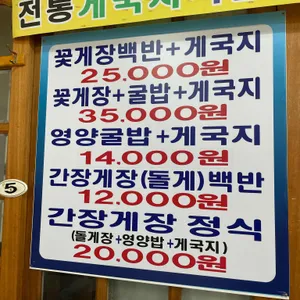 전통게국지
꽃게장백반+게국지
25.000원
꽃게장+굴밥+게국지
35.000원
영양굴밥+게국지
14.000원
간장게장(돌게)백반
12.000원
간장게장 정식
(돌게장+영양밥+게국지)
20.000원
5